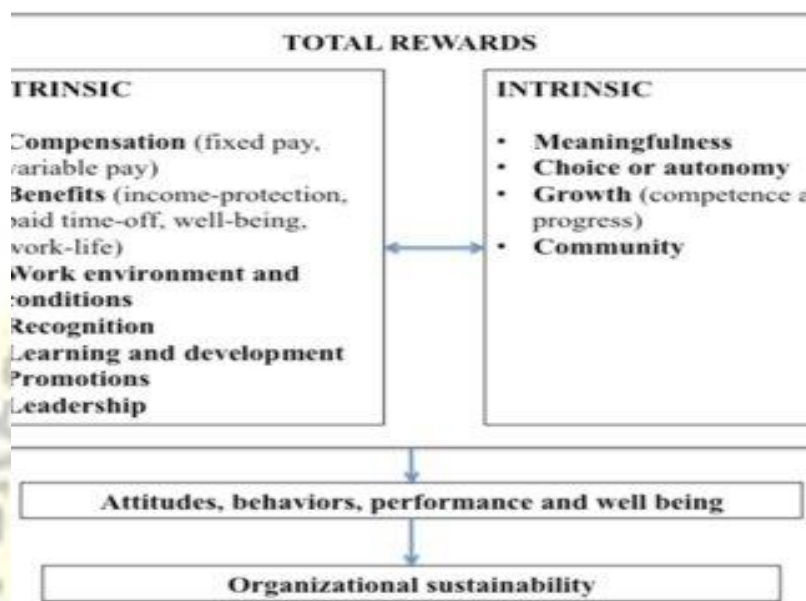 TOTAL REWARDS
TRINSIC
Compensation (fixed pay,
variable pay)
Benefits (income-protection,
paid time-off, well-being,
work-life)
Work environment and
conditions
Recognition
Learning and development
Promotions
Leadership
INTRINSIC
• Meaningfulness
• Choice or autonomy
• Growth (competence a
progress)
• Community
Attitudes, behaviors, performance and well being
Organizational sustainability